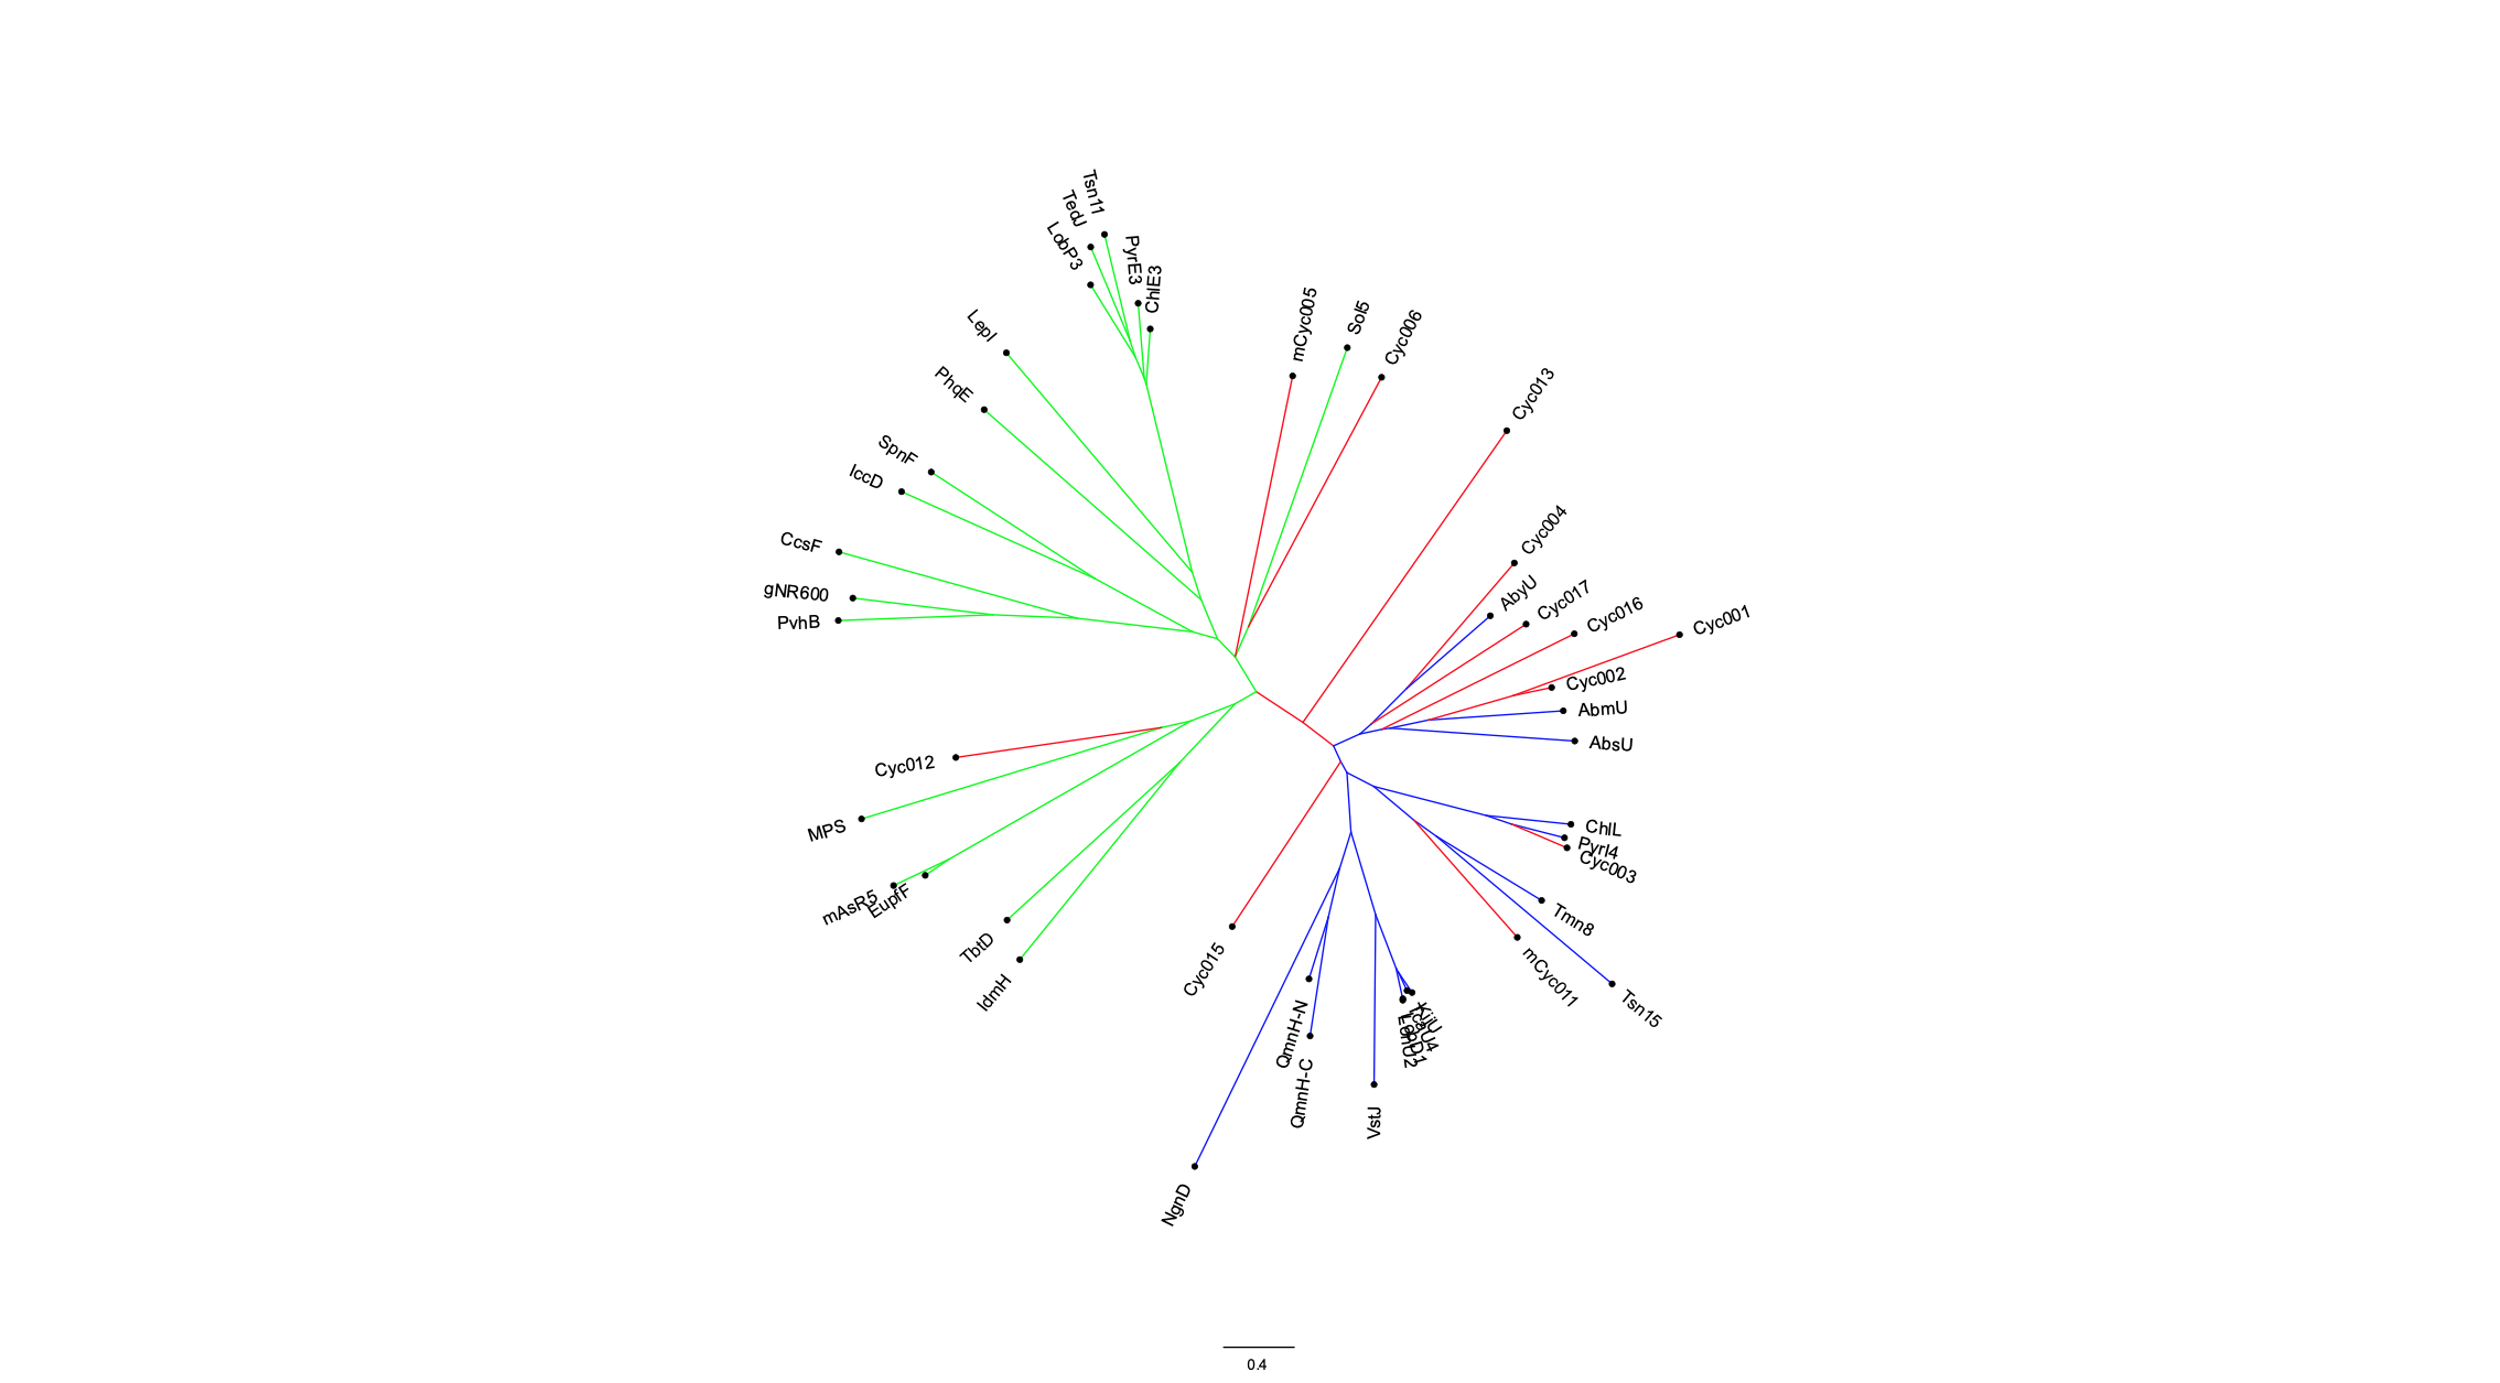 Tsn11
TedJ
LobP3
PyrE3
ChlE3
LepI
PhqE
SpnF
IccD
CcsF
gNR600
PvhB
mCyc005
Sol5
Cyc006
Cyc013
Cyc004
AbyU
Cyc017
Cyc016
Cyc001
Cyc002
AbmU
AbsU
ChlL
PyrI4
Cyc003
Tmn8
mCyc011
Tsn15
KijU
VstJ
QmnH-N
QmnH-C
NgnD
Cyc015
IdmH
TbtD
EupfF
mAsR5
MPS
Cyc012
0.4